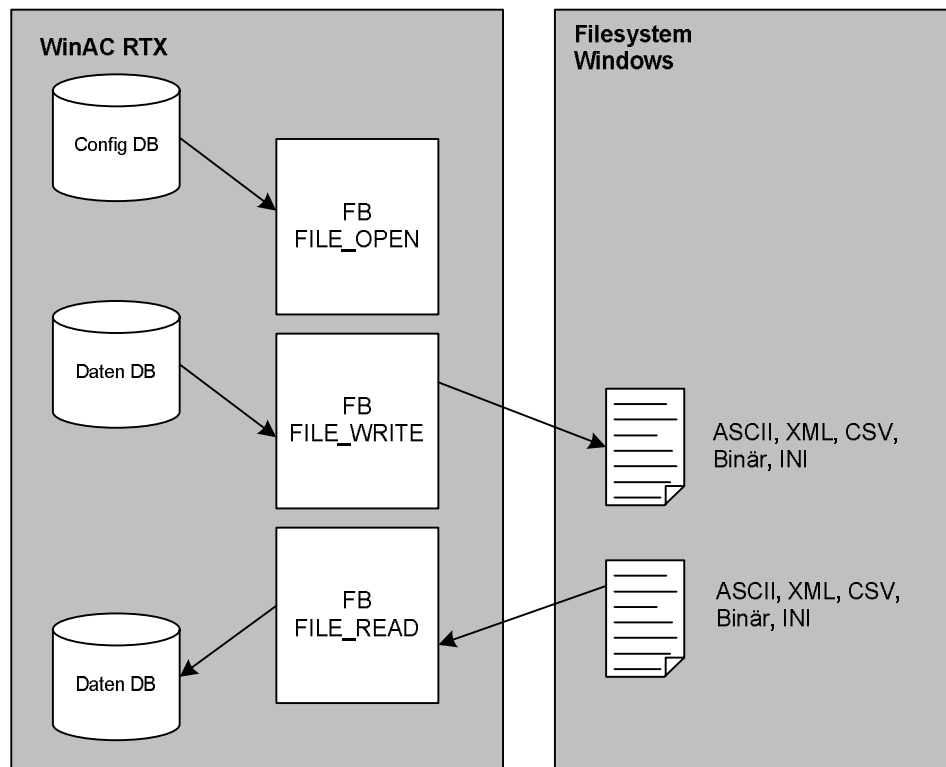 WinAC RTX
Filesystem
Windows
Config DB
FB
FILE_OPEN
Daten DB
FB
FILE_WRITE
ASCII, XML, CSV,
Binär, INI
FB
FILE_READ
ASCII, XML, CSV,
Binär, INI
Daten DB